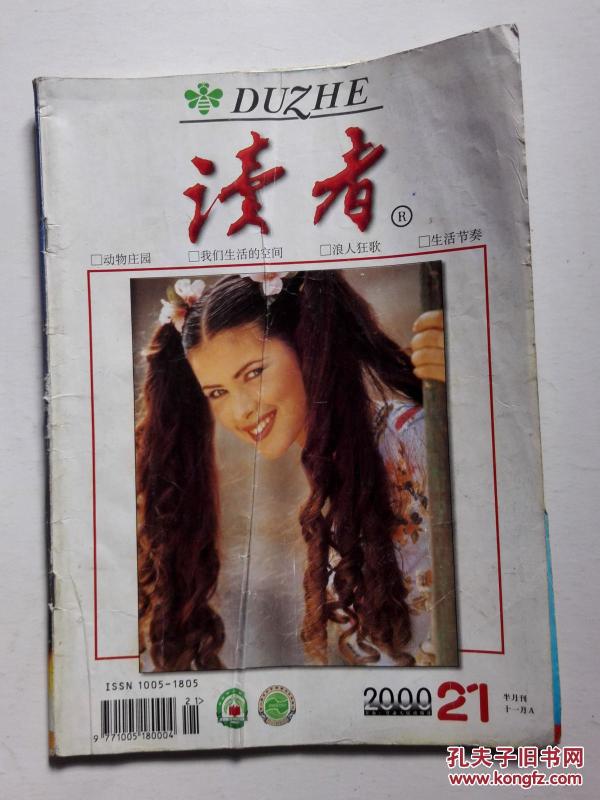 DUZHE
读者
®
□动物庄园 □我们生活的空间 □浪人狂歌 □生活节奏
ISSN 1005-1805
21>
9 771005 180004
2000 21
半月刊
十一月A
孔夫子旧书网
www.kongfz.com